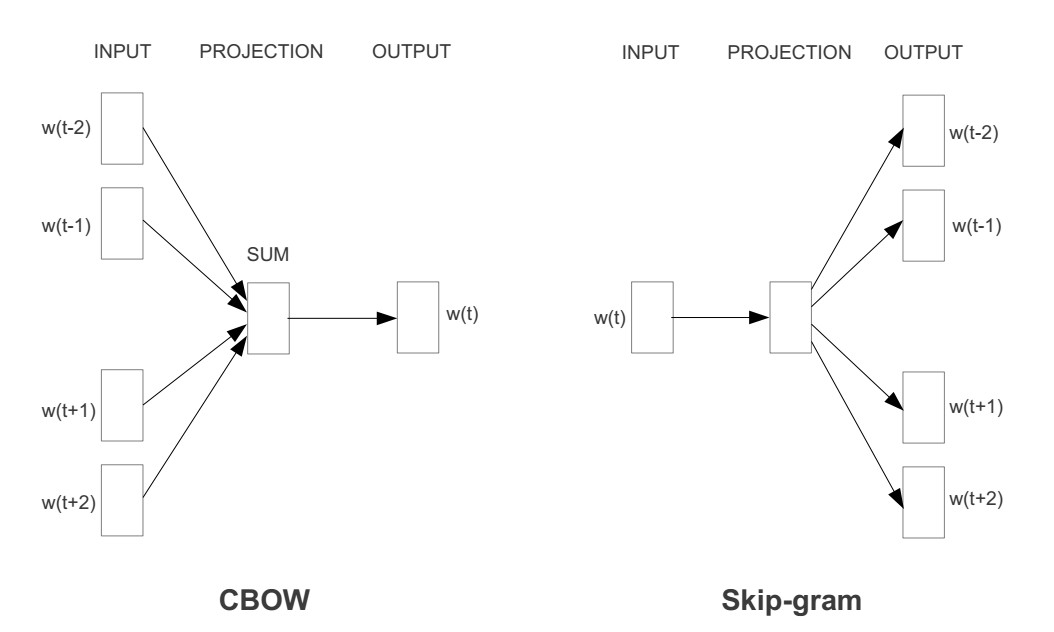 INPUT PROJECTION OUTPUT
w(t-2)
w(t-1)
SUM
w(t)
w(t+1)
w(t+2)
CBOW
INPUT PROJECTION OUTPUT
w(t-2)
w(t-1)
w(t)
w(t+1)
w(t+2)
Skip-gram